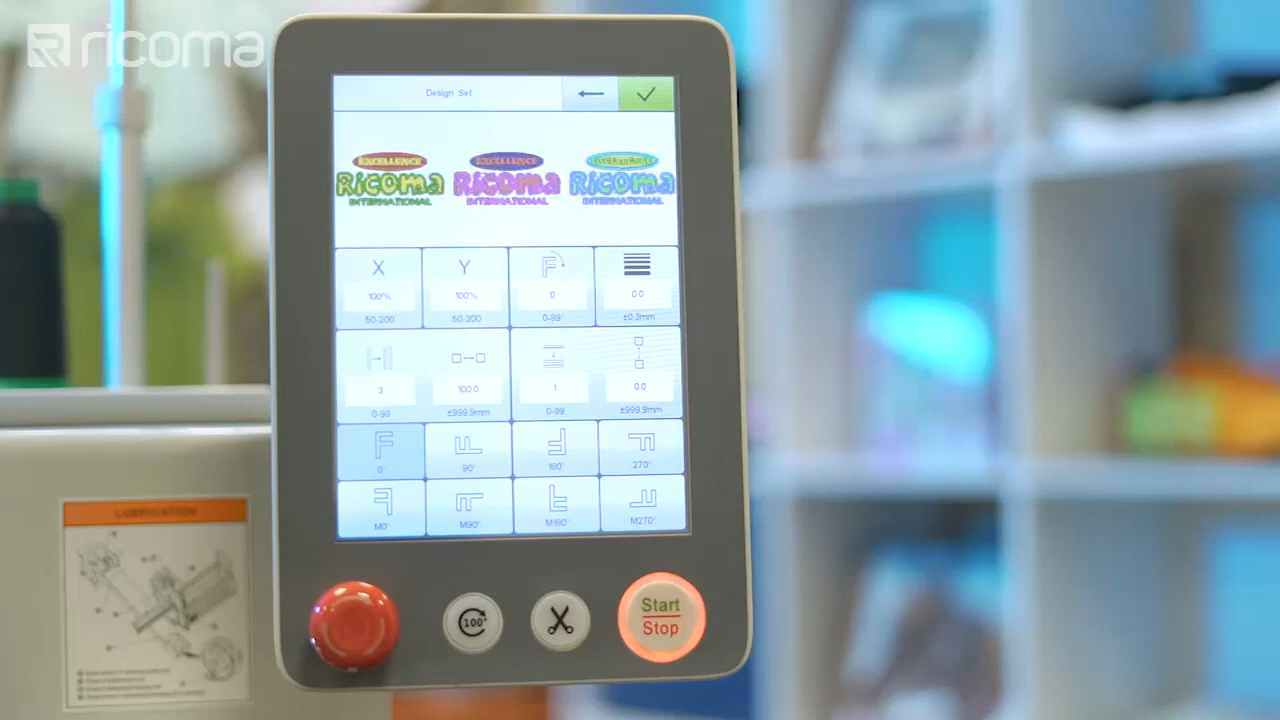 ricoma
Design Set
EXCELLENCE EXCELLENCE
Ricoma Ricoma Ricoma
INTERNATIONAL INTERNATIONAL INTERNATIONAL
X Y F
100% 100% 0 0.0
50-200 50-200 0-89° ±0.3mm
3 100.0 1 0.0
0-99 ±999.9mm 0-99 ±999.9mm
F F F F
0° 90° 180° 270°
F F F F
M0° M90° M180° M270°
100° Start
Stop
LUBRICATION